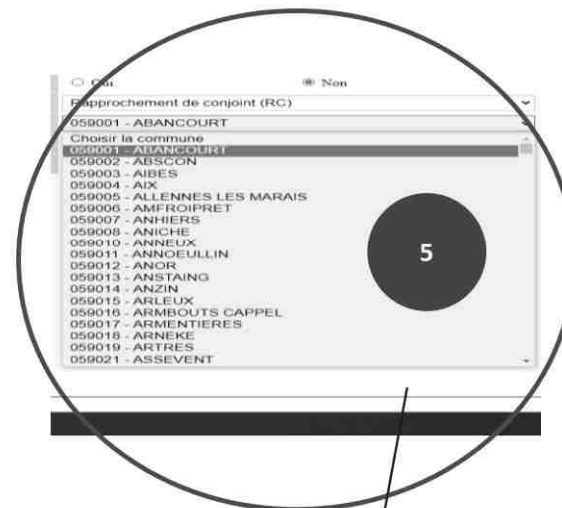 Oui Non
Rapprochement de conjoint (RC)
059001 - ABANCOURT
Choisir la commune
059001 - ABANCOURT
059002 - ABSCON
059003 - AIBES
059004 - AIX
059005 - ALLENNES LES MARAIS
059006 - AMFROIPRET
059007 - ANHIERS
059008 - ANICHE
059010 - ANNEUX
059011 - ANNOEULLIN
059012 - ANOR
059013 - ANSTAING
059014 - ANZIN
059015 - ARLEUX
059016 - ARMBOUTS CAPPEL
059017 - ARMENTIERES
059018 - ARNEKE
059019 - ARTRES
059021 - ASSEVENT
5